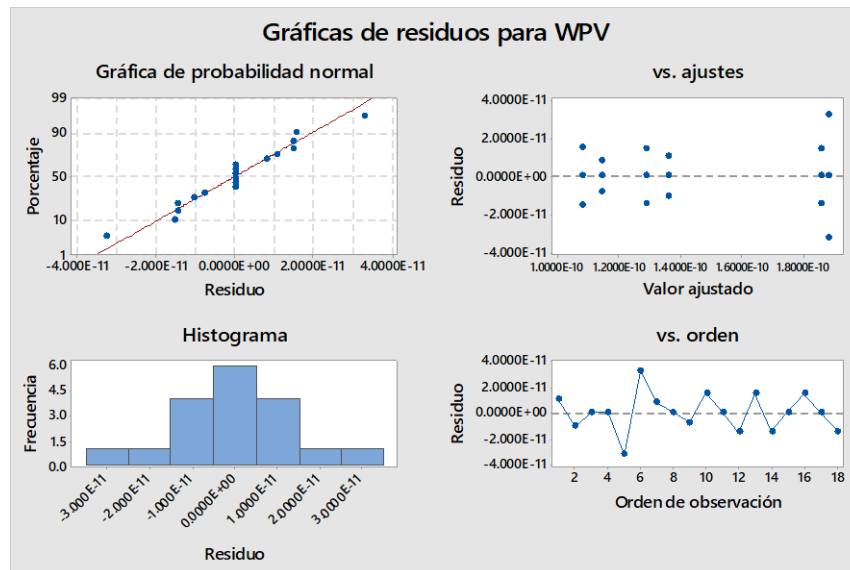 Gráficas de residuos para WPV
Gráfica de probabilidad normal
99
90
50
10
1
Porcentaje
-4.000E-11
-2.000E-11
0.0000E+00
2.0000E-11
4.0000E-11
Residuo
vs. ajustes
4.0000E-11
2.0000E-11
0.0000E+00
-2.0000E-11
-4.0000E-11
Residuo
1.0000E-10
1.2000E-10
1.4000E-10
1.6000E-10
1.8000E-10
Valor ajustado
Histograma
6.0
4.5
3.0
1.5
0.0
Frecuencia
-3.000E-11
-2.000E-11
-1.000E-11
0.0000E+00
1.0000E-11
2.0000E-11
3.0000E-11
Residuo
vs. orden
4.0000E-11
2.0000E-11
0.0000E+00
-2.0000E-11
-4.0000E-11
Residuo
2 4 6 8 10 12 14 16 18
Orden de observación